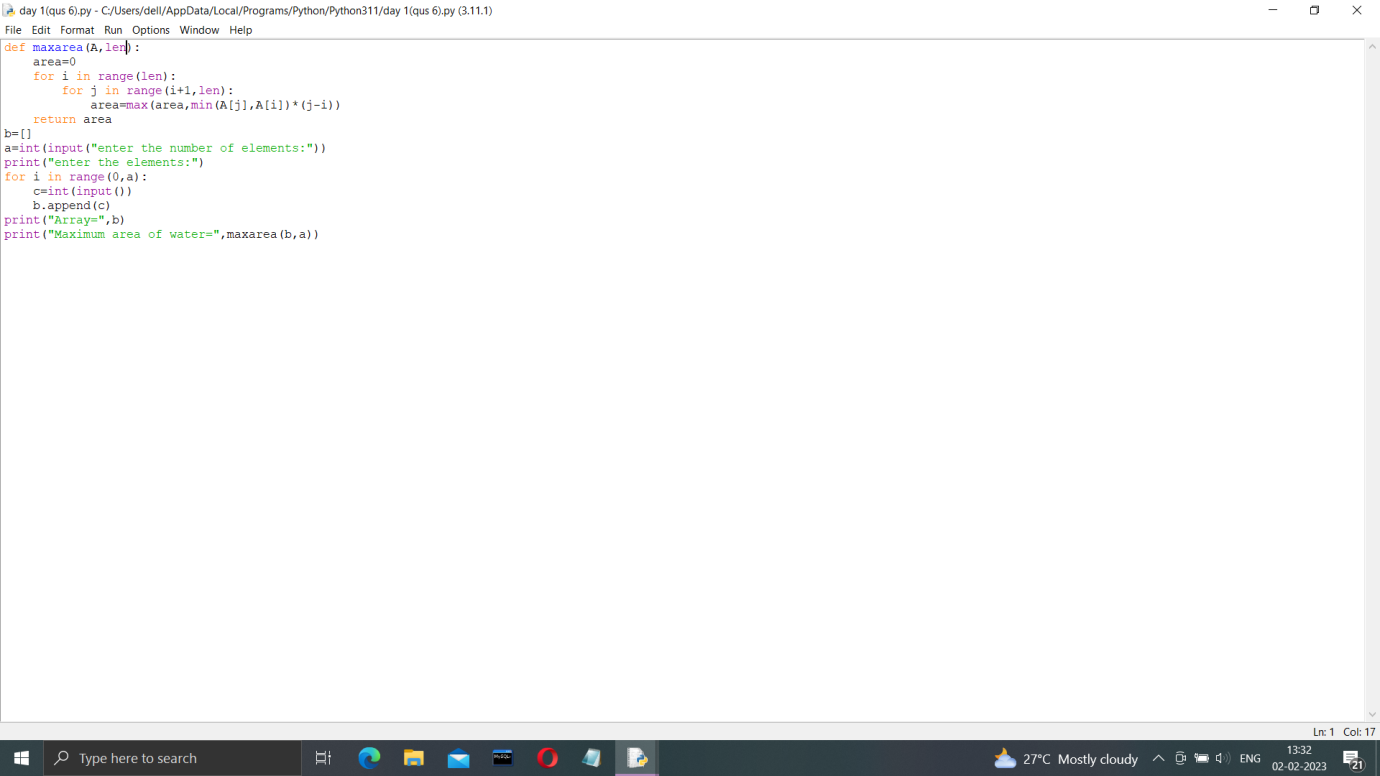 day 1(qus 6).py - C:/Users/dell/AppData/Local/Programs/Python/Python311/day 1(qus 6).py (3.11.1)
File Edit Format Run Options Window Help
def maxarea(A,len):
    area=0
    for i in range(len):
        for j in range(i+1,len):
            area=max(area,min(A[j],A[i])*(j-i))
    return area
b=[]
a=int(input("enter the number of elements:"))
print("enter the elements:")
for i in range(0,a):
    c=int(input())
    b.append(c)
print("Array=",b)
print("Maximum area of water=",maxarea(b,a))
Ln: 1 Col: 17
Type here to search
MySQL
27°C Mostly cloudy
ENG
13:32
02-02-2023
21